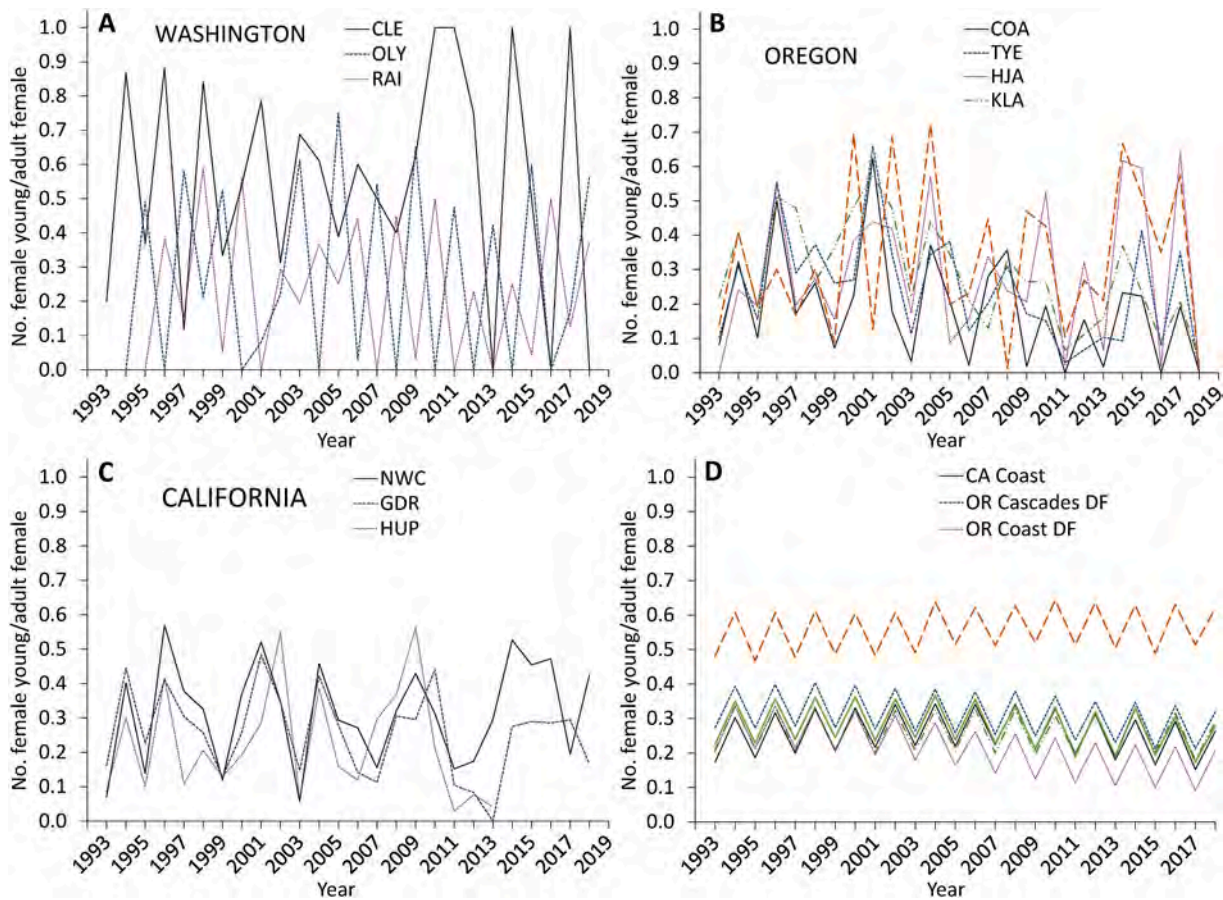 A
WASHINGTON
CLE
OLY
RAI
No. female young/adult female
1.0
0.9
0.8
0.7
0.6
0.5
0.4
0.3
0.2
0.1
0.0
1993 1995 1997 1999 2001 2003 2005 2007 2009 2011 2013 2015 2017 2019
Year
B
OREGON
COA
TYE
HJA
KLA
No. female young/adult female
1.0
0.9
0.8
0.7
0.6
0.5
0.4
0.3
0.2
0.1
0.0
1993 1995 1997 1999 2001 2003 2005 2007 2009 2011 2013 2015 2017 2019
Year
C
CALIFORNIA
NWC
GDR
HUP
No. female young/adult female
1.0
0.9
0.8
0.7
0.6
0.5
0.4
0.3
0.2
0.1
0.0
1993 1995 1997 1999 2001 2003 2005 2007 2009 2011 2013 2015 2017 2019
Year
D
CA Coast
OR Cascades DF
OR Coast DF
No. female young/adult female
1.0
0.9
0.8
0.7
0.6
0.5
0.4
0.3
0.2
0.1
0.0
1993 1995 1997 1999 2001 2003 2005 2007 2009 2011 2013 2015 2017
Year